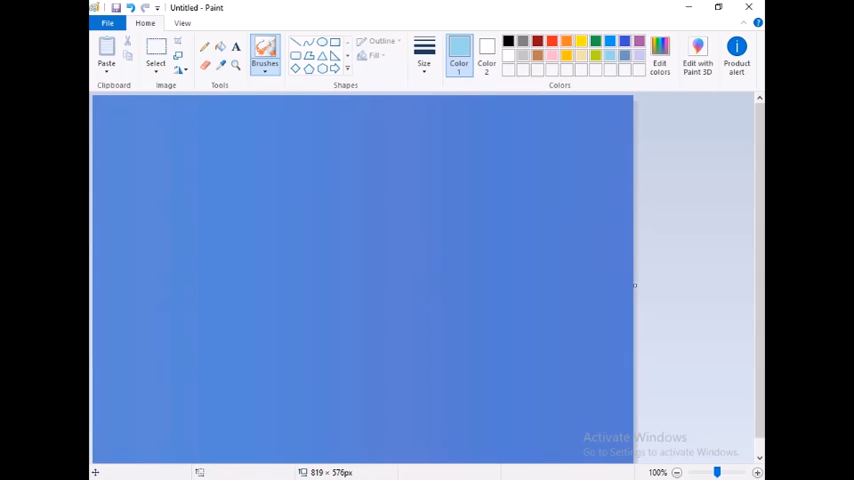 Untitled - Paint
File Home View
Paste
Select
Brushes
Size
Color 1
Color 2
Edit colors
Edit with Paint 3D
Product alert
Outline
Fill
Clipboard Image Tools Shapes Colors
Activate Windows
Go to Settings to activate Windows.
819 × 576px
100%